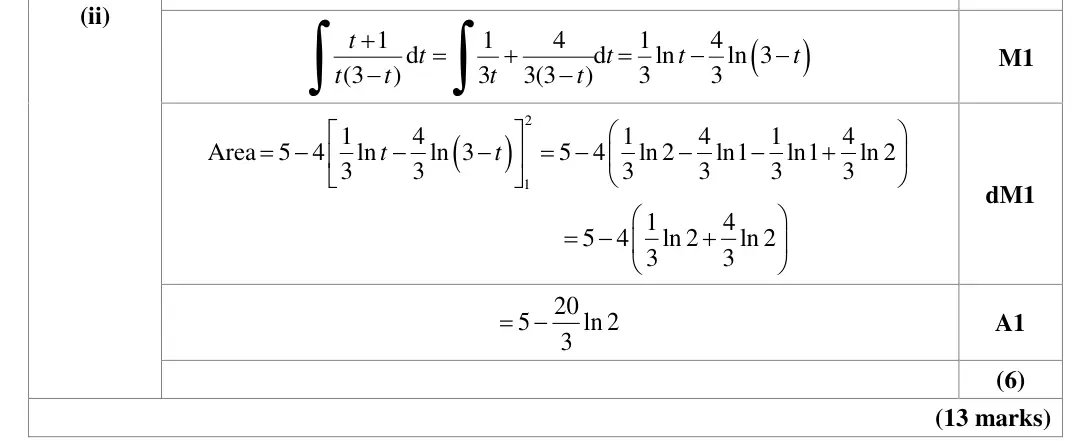 (ii)
∫ (t+1)/(t(3−t)) dt = ∫ 1/(3t) + 4/(3(3−t)) dt = 1/3 ln t − 4/3 ln(3−t) M1
Area = 5 − 4[1/3 ln t − 4/3 ln(3−t)]₁² = 5 − 4(1/3 ln 2 − 4/3 ln 1 − 1/3 ln 1 + 4/3 ln 2)
dM1
= 5 − 4(1/3 ln 2 + 4/3 ln 2)
= 5 − 20/3 ln 2 A1
(6)
(13 marks)